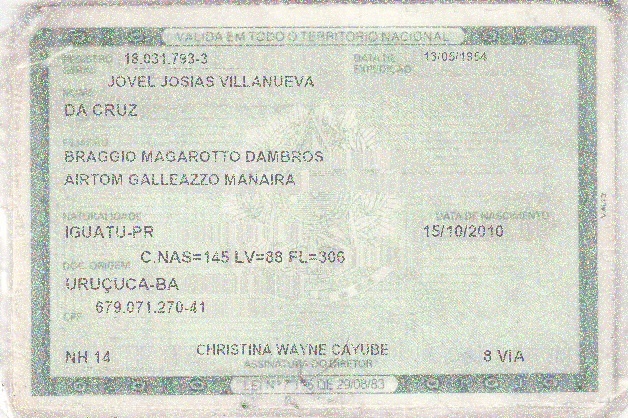 VÁLIDA EM TODO O TERRITÓRIO NACIONAL
REGISTRO GERAL 18.031.793-3 DATA DE EXPEDIÇÃO 13/05/1954
NOME JOVEL JOSIAS VILLANUEVA
DA CRUZ
FILIAÇÃO
BRAGGIO MAGAROTTO DAMBROS
AIRTOM GALLEAZZO MANAIRA
NATURALIDADE DATA DE NASCIMENTO
IGUATU-PR 15/10/2010
DOC. ORIGEM C.NAS=145 LV=88 FL=306
URUÇUCA-BA
CPF 679.071.270-41
NH 14 CHRISTINA WAYNE CAYUBE 8 VIA
ASSINATURA DO DIRETOR
LEI Nº 7.116 DE 29/08/83